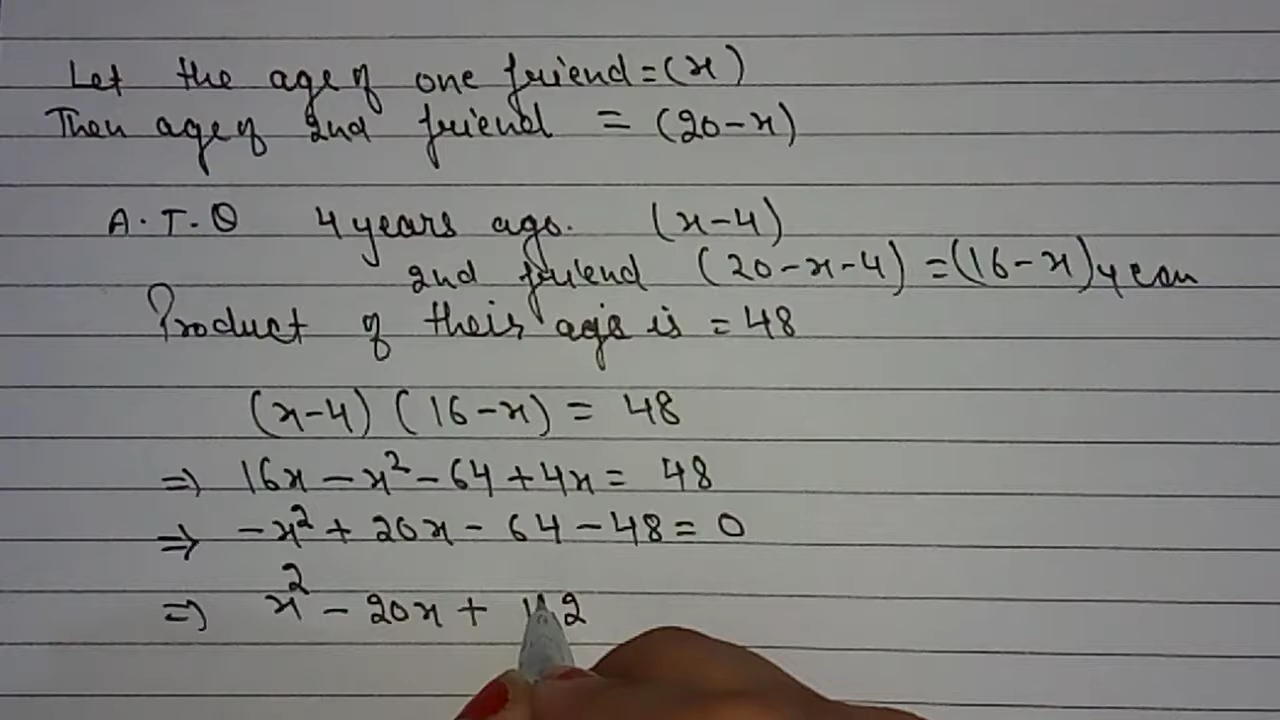 Let the age of one friend = (x)
Then age of 2nd friend = (20-x)
A.T.Q 4 years ago. (x-4)
2nd friend (20-x-4) = (16-x) year
Product of their age is = 48
(x-4) (16-x) = 48
⇒ 16x - x² - 64 + 4x = 48
⇒ -x² + 20x - 64 - 48 = 0
⇒ x² - 20x + 112